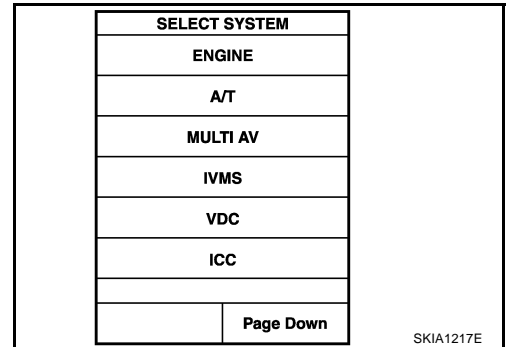 SELECT SYSTEM
ENGINE
A/T
MULTI AV
IVMS
VDC
ICC
Page Down
SKIA1217E